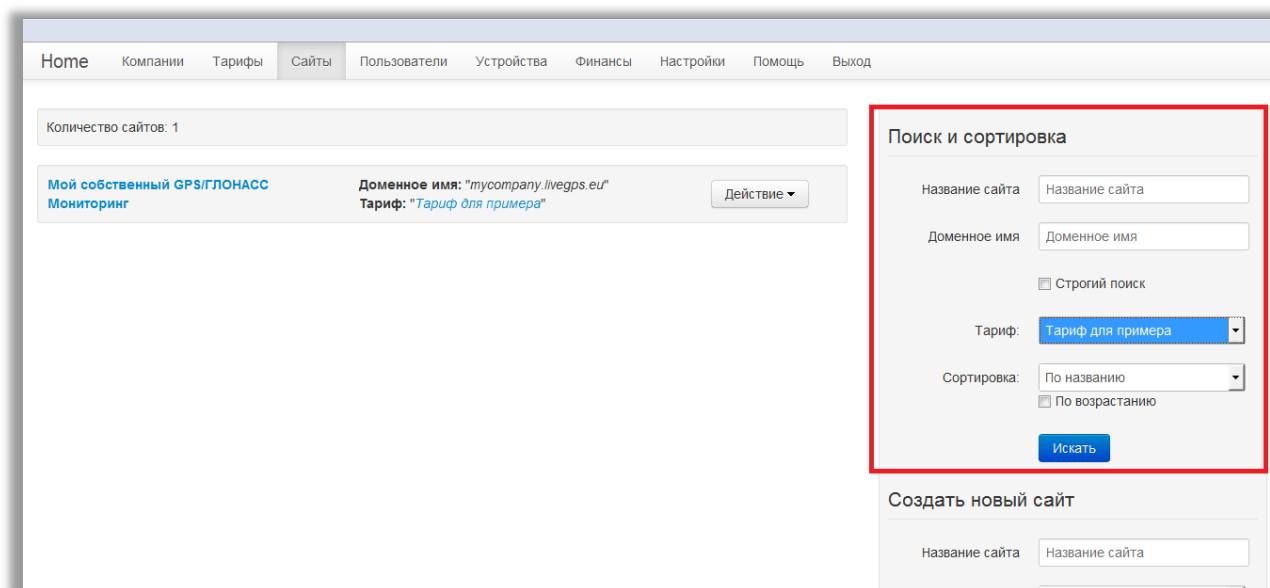 Home Компании Тарифы Сайты Пользователи Устройства Финансы Настройки Помощь Выход
Количество сайтов: 1
Мой собственный GPS/ГЛОНАСС
Мониторинг
Доменное имя: "mycompany.livegps.eu"
Тариф: "Тариф для примера"
Действие
Поиск и сортировка
Название сайта Название сайта
Доменное имя Доменное имя
Строгий поиск
Тариф: Тариф для примера
Сортировка: По названию
По возрастанию
Искать
Создать новый сайт
Название сайта Название сайта